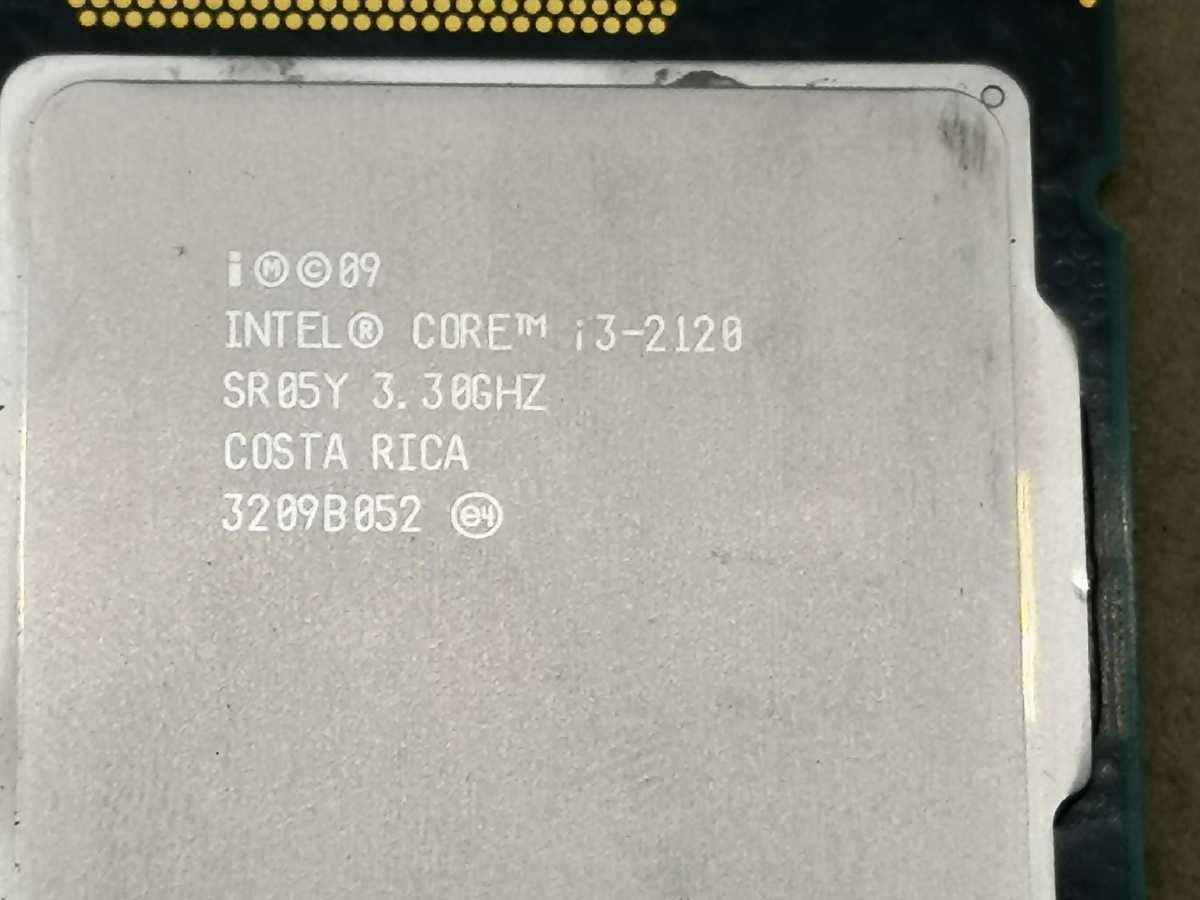 i Ⓜ©09
INTEL® CORE™ i3-2120
SR05Y 3.30GHZ
COSTA RICA
3209B052 e4